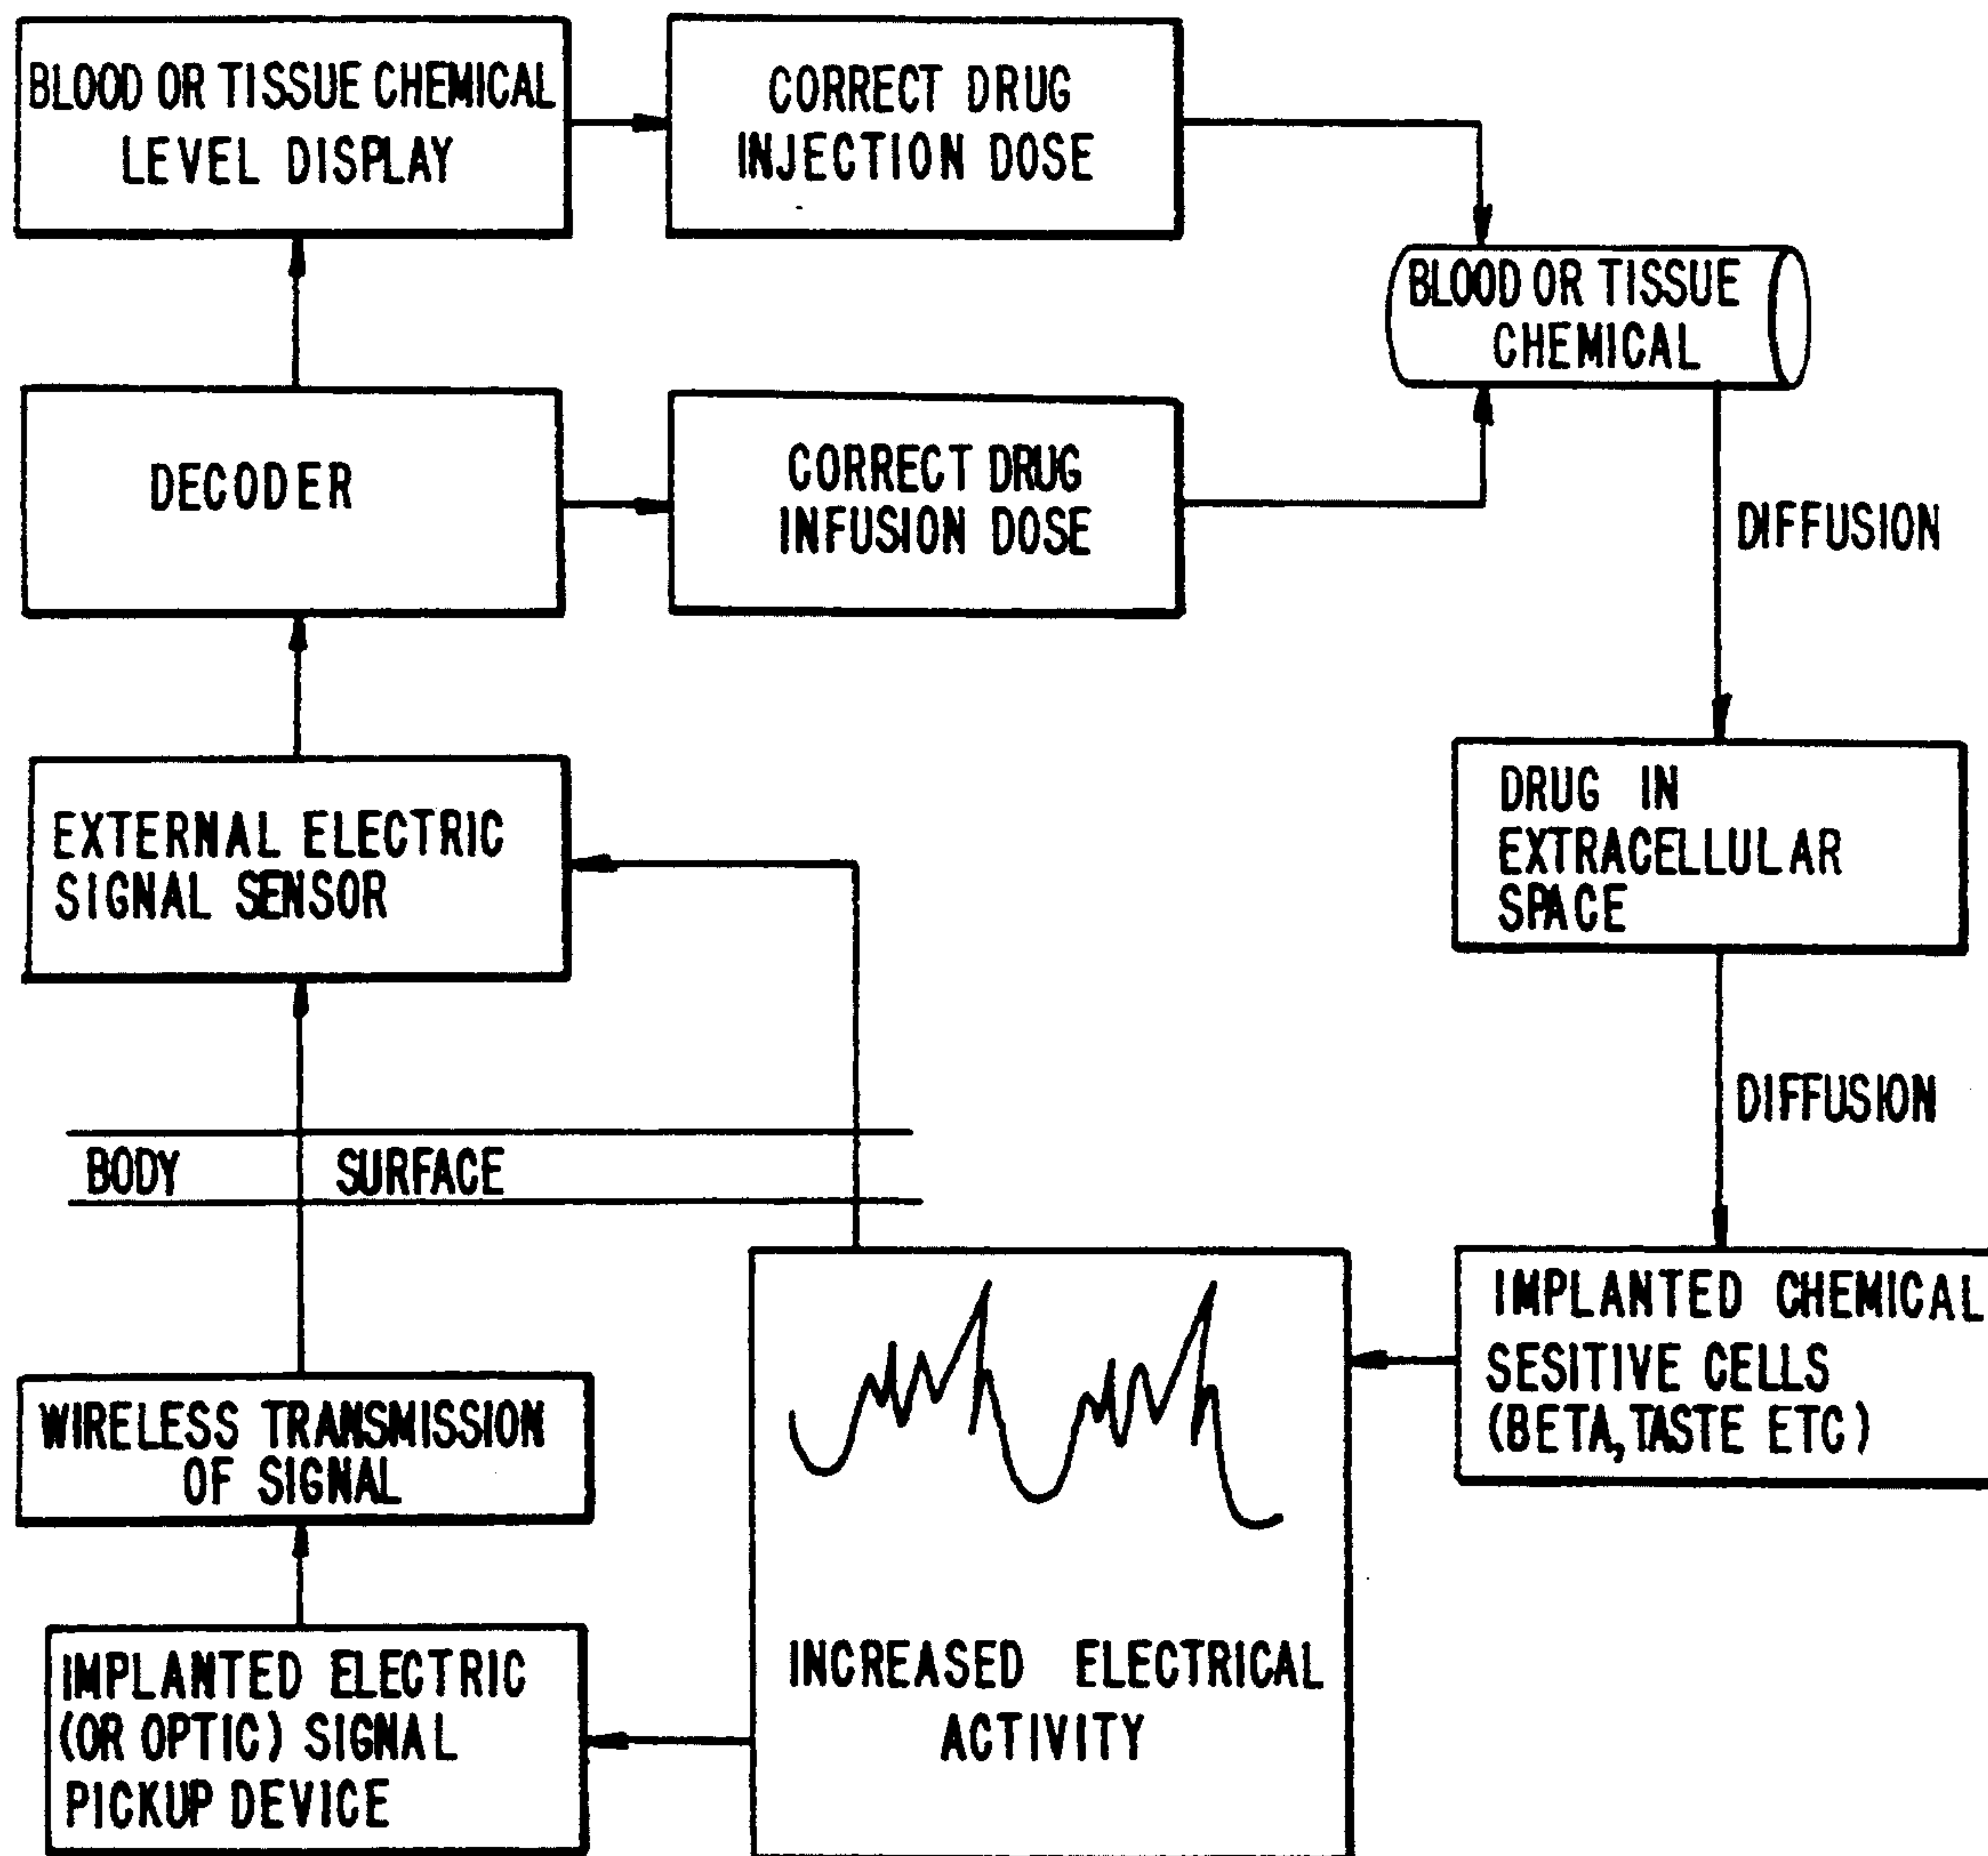 BLOOD OR TISSUE CHEMICAL
LEVEL DISPLAY
CORRECT DRUG
INJECTION DOSE
BLOOD OR TISSUE
CHEMICAL
DECODER
CORRECT DRUG
INFUSION DOSE
DIFFUSION
EXTERNAL ELECTRIC
SIGNAL SENSOR
DRUG IN
EXTRACELLULAR
SPACE
DIFFUSION
BODY SURFACE
IMPLANTED CHEMICAL
SESITIVE CELLS
(BETA, TASTE ETC)
WIRELESS TRANSMISSION
OF SIGNAL
INCREASED ELECTRICAL
ACTIVITY
IMPLANTED ELECTRIC
(OR OPTIC) SIGNAL
PICKUP DEVICE